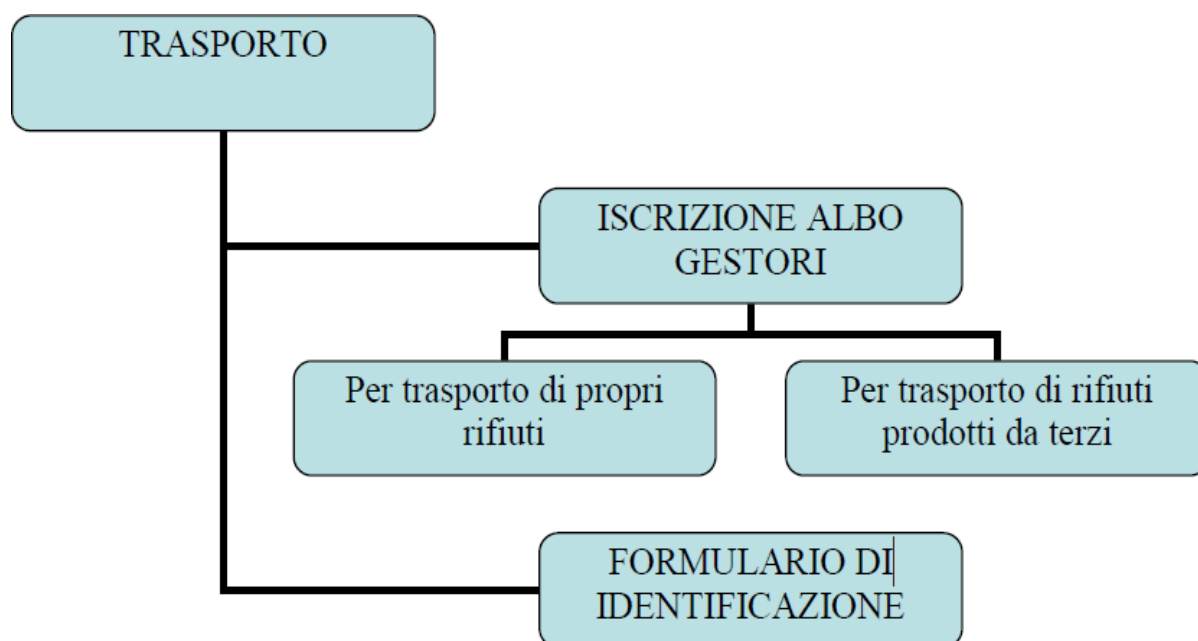 TRASPORTO
ISCRIZIONE ALBO
GESTORI
Per trasporto di propri
rifiuti
Per trasporto di rifiuti
prodotti da terzi
FORMULARIO DI
IDENTIFICAZIONE